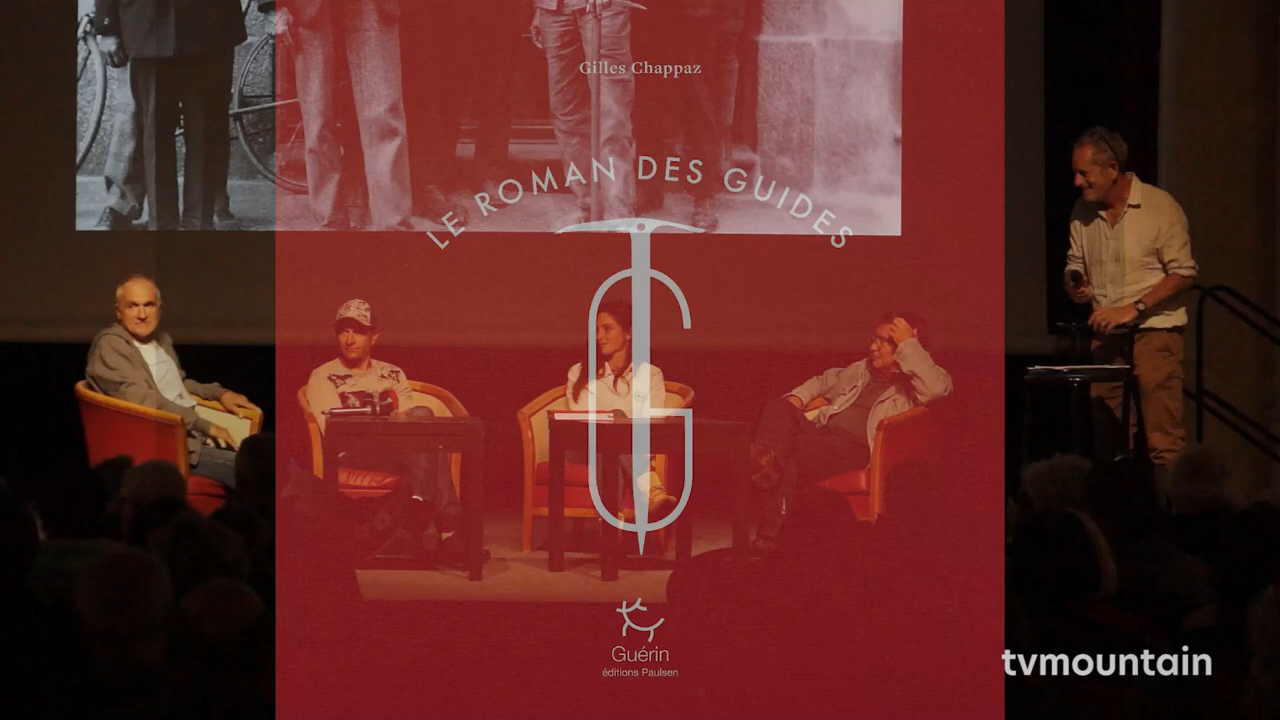 Gilles Chappaz
LE ROMAN DES GUIDES
G
Guérin
éditions Paulsen
tvmountain